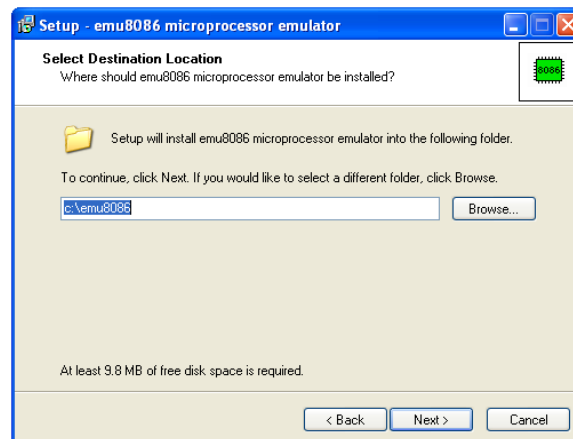 Setup - emu8086 microprocessor emulator
Select Destination Location
Where should emu8086 microprocessor emulator be installed?
8086
Setup will install emu8086 microprocessor emulator into the following folder.
To continue, click Next. If you would like to select a different folder, click Browse.
c:\emu8086
Browse...
At least 9.8 MB of free disk space is required.
< Back
Next >
Cancel